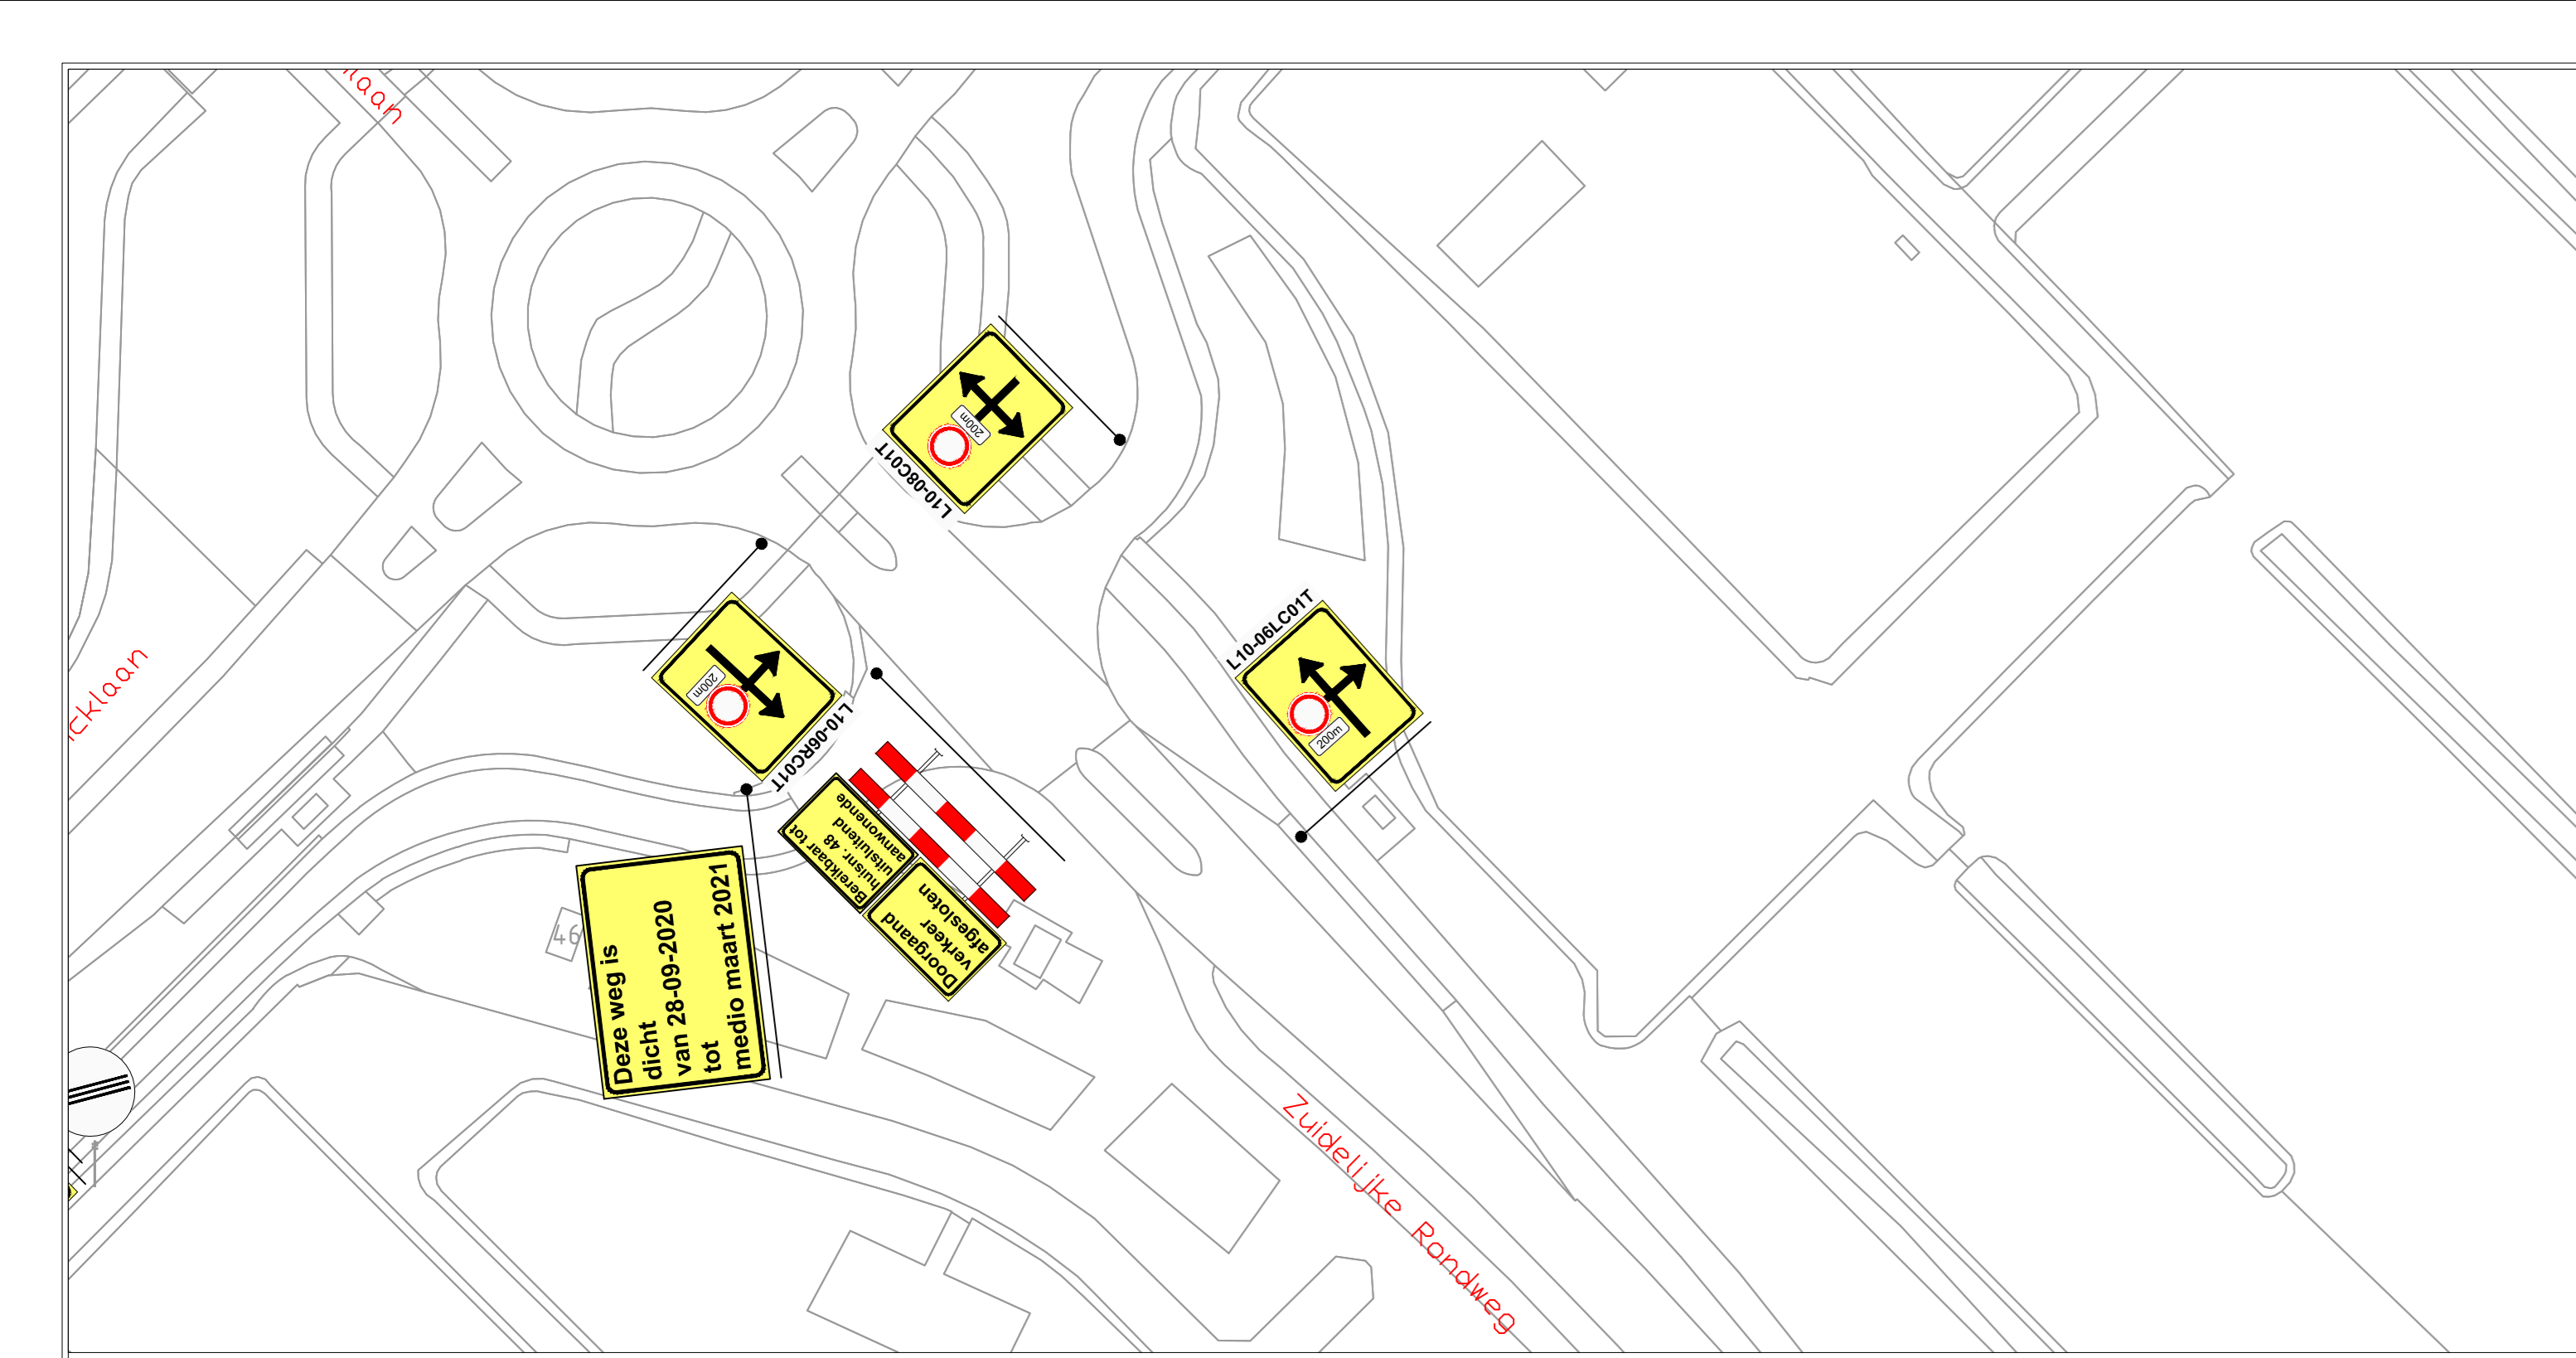 laan
cklaan
200m
L10-08C01T
200m
L10-06RC01T
L10-06LC01T
200m
Bereikbaar tot
huisnr. 48
uitsluitend
aanwonende
Doorgaand
verkeer
afgesloten
46
Deze weg is
dicht
van 28-09-2020
tot
medio maart 2021
Zuidelijke Rondweg